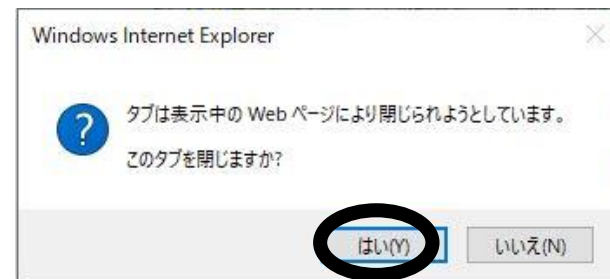 Windows Internet Explorer
タブは表示中の Web ページにより閉じられようとしています。
このタブを閉じますか?
はい(Y)
いいえ(N)